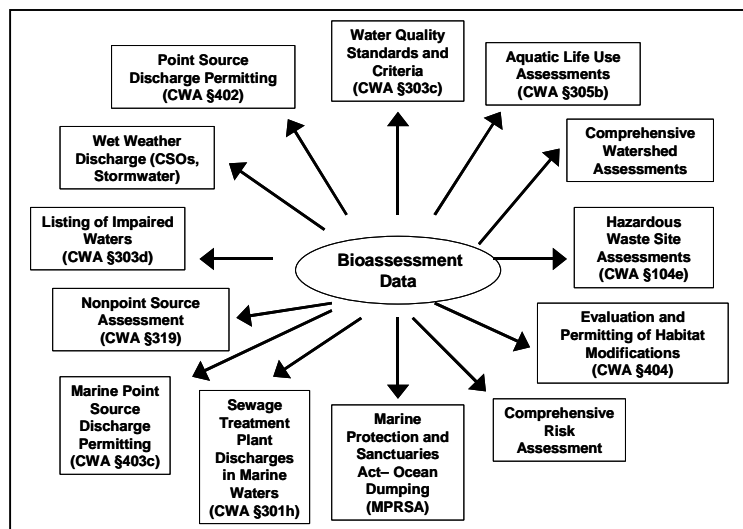 Water Quality
Standards and
Criteria
(CWA §303c)
Point Source
Discharge Permitting
(CWA §402)
Aquatic Life Use
Assessments
(CWA §305b)
Wet Weather
Discharge (CSOs,
Stormwater)
Comprehensive
Watershed
Assessments
Listing of Impaired
Waters
(CWA §303d)
Bioassessment
Data
Hazardous
Waste Site
Assessments
(CWA §104e)
Nonpoint Source
Assessment
(CWA §319)
Evaluation and
Permitting of Habitat
Modifications
(CWA §404)
Marine Point
Source
Discharge
Permitting
(CWA §403c)
Sewage
Treatment
Plant
Discharges
in Marine
Waters
(CWA §301h)
Marine
Protection and
Sanctuaries
Act– Ocean
Dumping
(MPRSA)
Comprehensive
Risk
Assessment